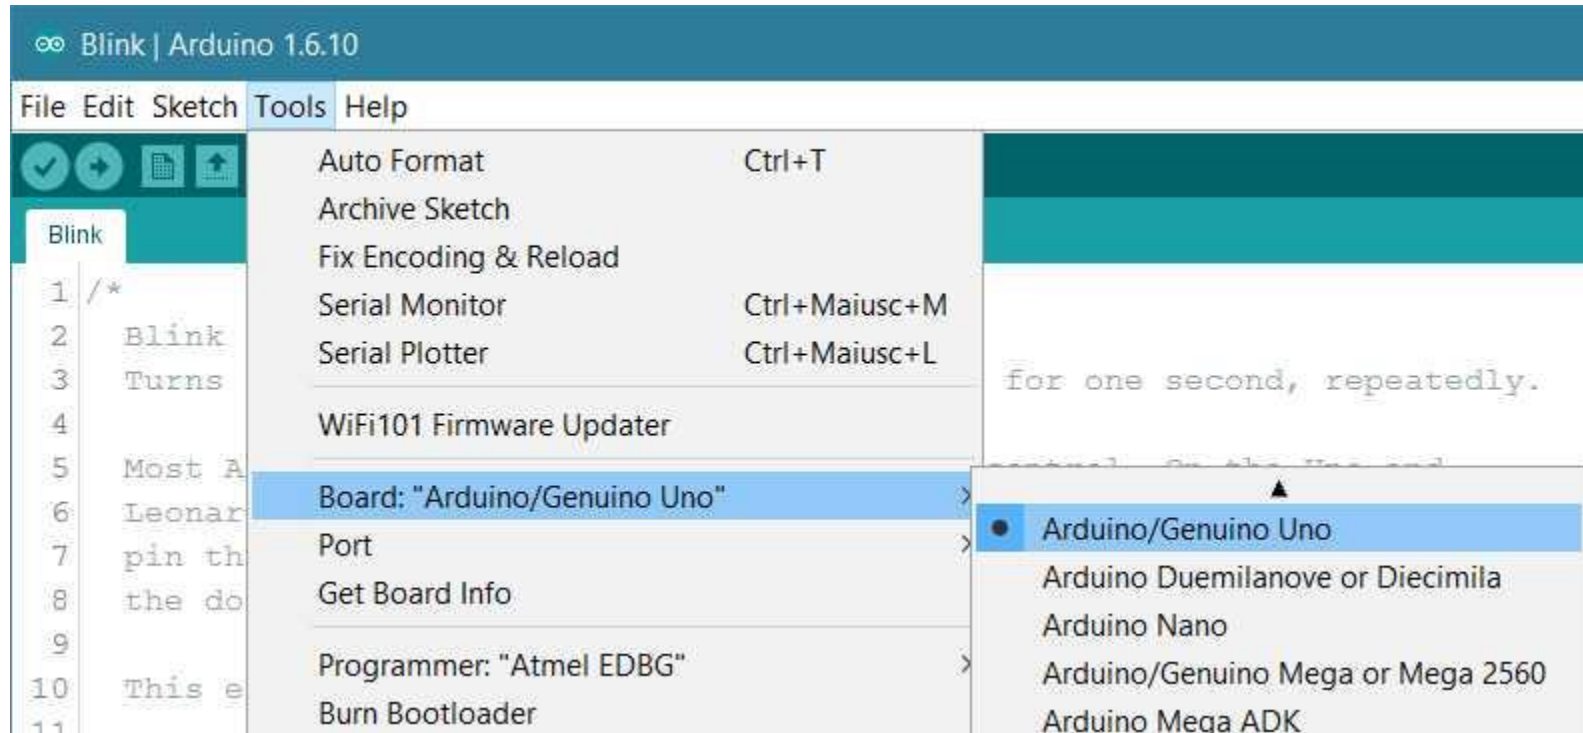 Blink | Arduino 1.6.10
File Edit Sketch Tools Help
Auto Format Ctrl+T
Archive Sketch
Fix Encoding & Reload
Serial Monitor Ctrl+Maiusc+M
Serial Plotter Ctrl+Maiusc+L
WiFi101 Firmware Updater
Board: "Arduino/Genuino Uno"
Port
Get Board Info
Programmer: "Atmel EDBG"
Burn Bootloader
Arduino/Genuino Uno
Arduino Duemilanove or Diecimila
Arduino Nano
Arduino/Genuino Mega or Mega 2560
Arduino Mega ADK
Blink
1 /*
2 Blink
3 Turns for one second, repeatedly.
4
5 Most A
6 Leonar
7 pin th
8 the do
9
10 This e
11